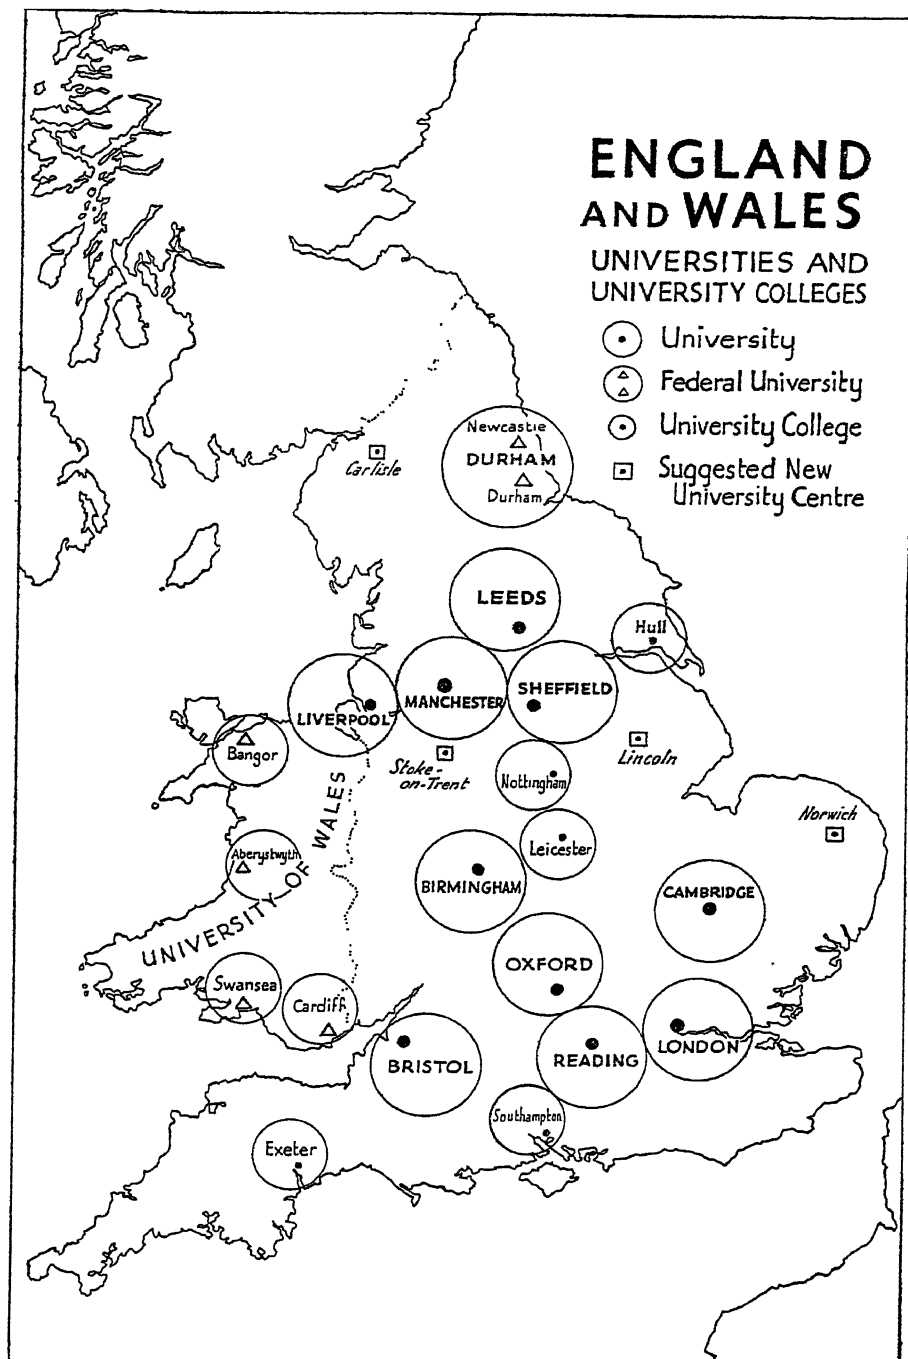 ENGLAND
AND WALES
UNIVERSITIES AND
UNIVERSITY COLLEGES
University
Federal University
University College
Suggested New
University Centre
Newcastle
DURHAM
Durham
Carlisle
LEEDS
Hull
LIVERPOOL
MANCHESTER
SHEFFIELD
Bangor
Stoke-
on-Trent
Lincoln
Nottingham
Norwich
Leicester
Aberystwyth
BIRMINGHAM
CAMBRIDGE
UNIVERSITY OF WALES
OXFORD
Swansea
Cardiff
BRISTOL
READING
LONDON
Southampton
Exeter